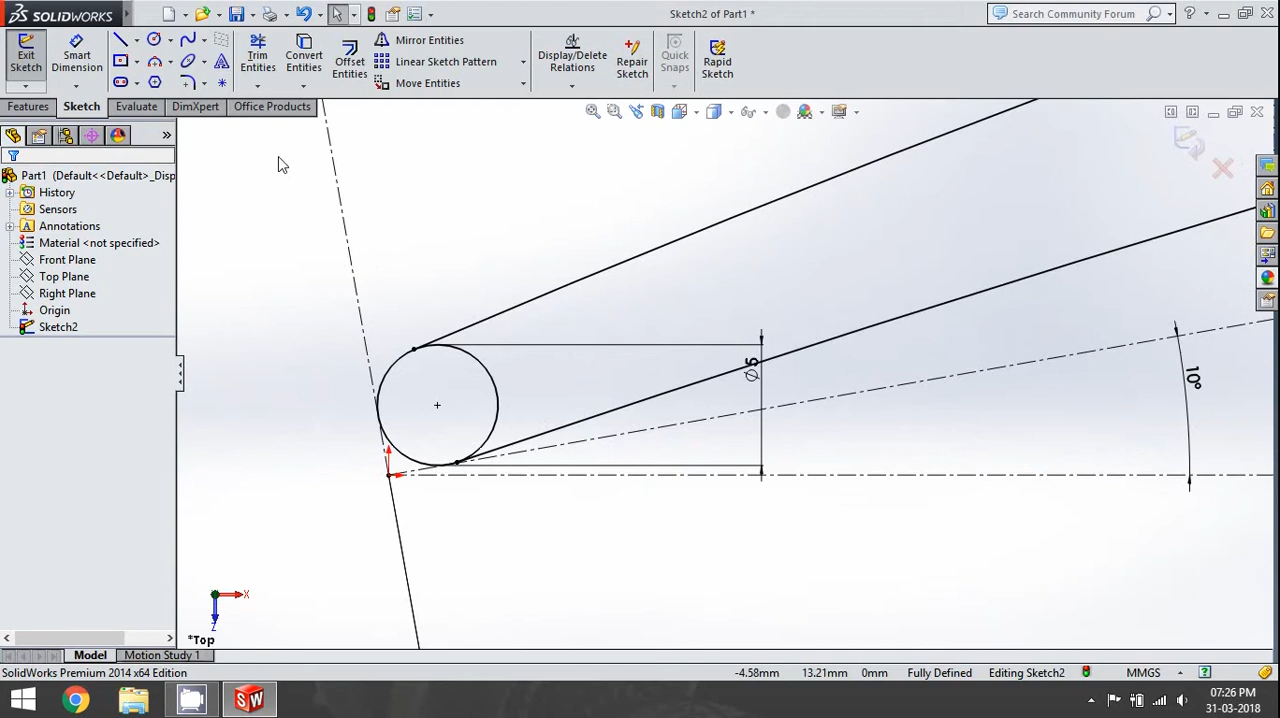 SOLIDWORKS
Sketch2 of Part1 *
Search Community Forum
Exit Sketch
Smart Dimension
Trim Entities
Convert Entities
Offset Entities
Mirror Entities
Linear Sketch Pattern
Move Entities
Display/Delete Relations
Repair Sketch
Quick Snaps
Rapid Sketch
Features
Sketch
Evaluate
DimXpert
Office Products
Part1 (Default<<Default>_Disp
History
Sensors
Annotations
Material <not specified>
Front Plane
Top Plane
Right Plane
Origin
Sketch2
∅5
10°
X
Z
*Top
Model
Motion Study 1
SolidWorks Premium 2014 x64 Edition
-4.58mm
13.21mm
0mm
Fully Defined
Editing Sketch2
MMGS
07:26 PM
31-03-2018